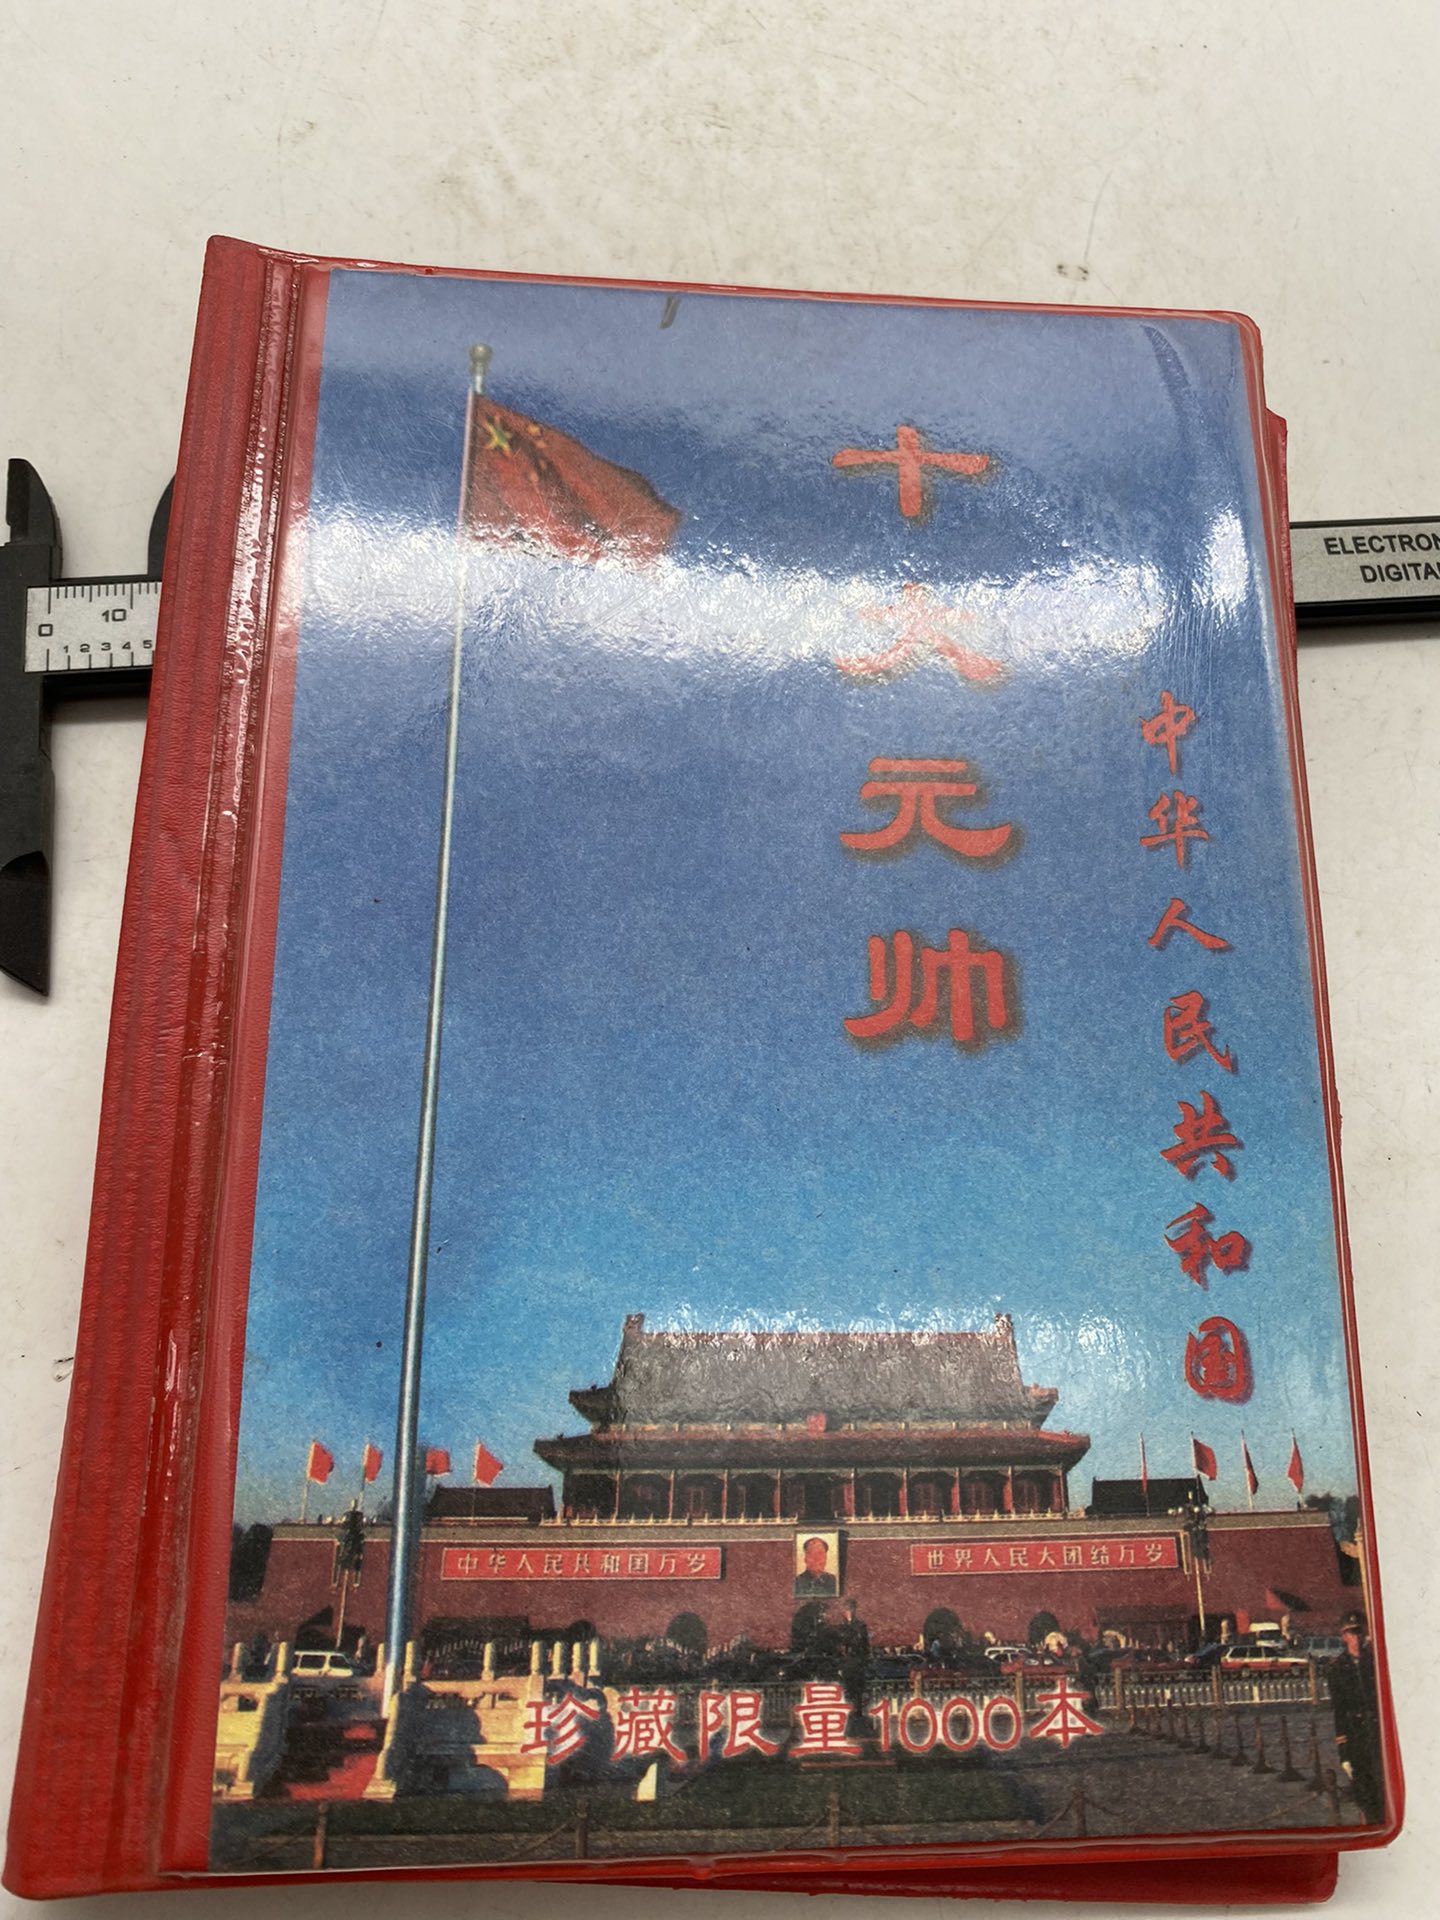 中华人民共和国
十大元帅
中华人民共和国万岁
世界人民大团结万岁
珍藏限量1000本
0 10
1 2 3 4 5
ELECTRON
DIGITA